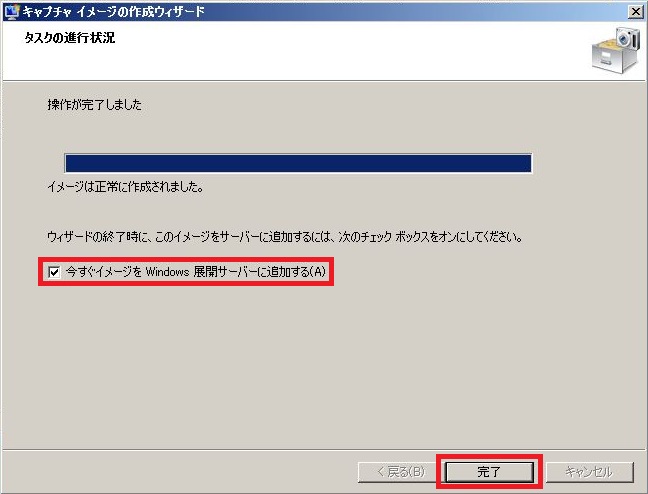 キャプチャ イメージの作成ウィザード
タスクの進行状況
操作が完了しました
イメージは正常に作成されました。
ウィザードの終了時に、このイメージをサーバーに追加するには、次のチェック ボックスをオンにしてください。
今すぐイメージを Windows 展開サーバーに追加する(A)
< 戻る(B)
完了
キャンセル